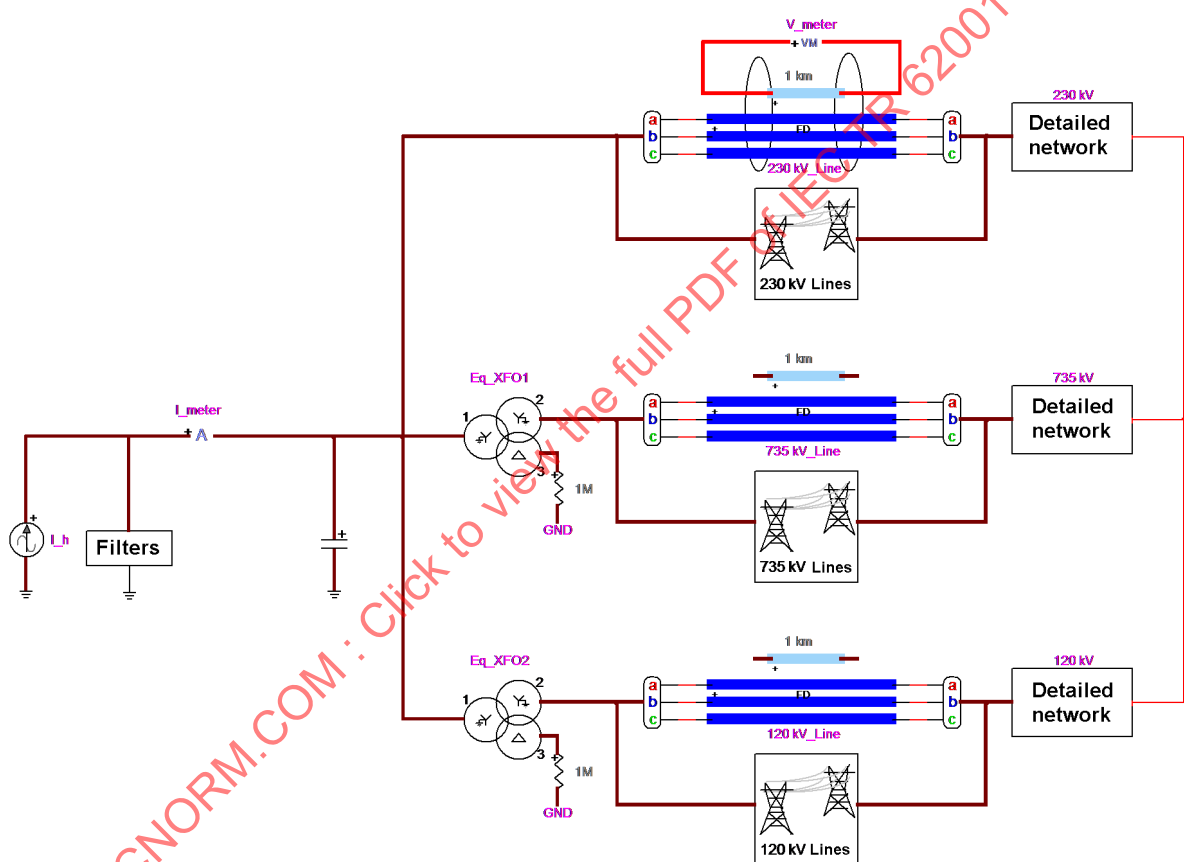 V_meter
+ VM
1 km
+
230 kV
a
b
c
+
FD
a
b
c
Detailed
network
230 kV_Line
230 kV Lines
1 km
+
735 kV
Eq_XFO1
1
2
3
+
1M
GND
a
b
c
+
FD
a
b
c
Detailed
network
735 kV_Line
735 kV Lines
I_meter
+ A
+
I_h
Filters
+
1 km
+
120 kV
Eq_XFO2
1
2
3
+
1M
GND
a
b
c
+
FD
a
b
c
Detailed
network
120 kV_Line
120 kV Lines
GNORM.COM : Click to view the full PDF of IEC TR 62001